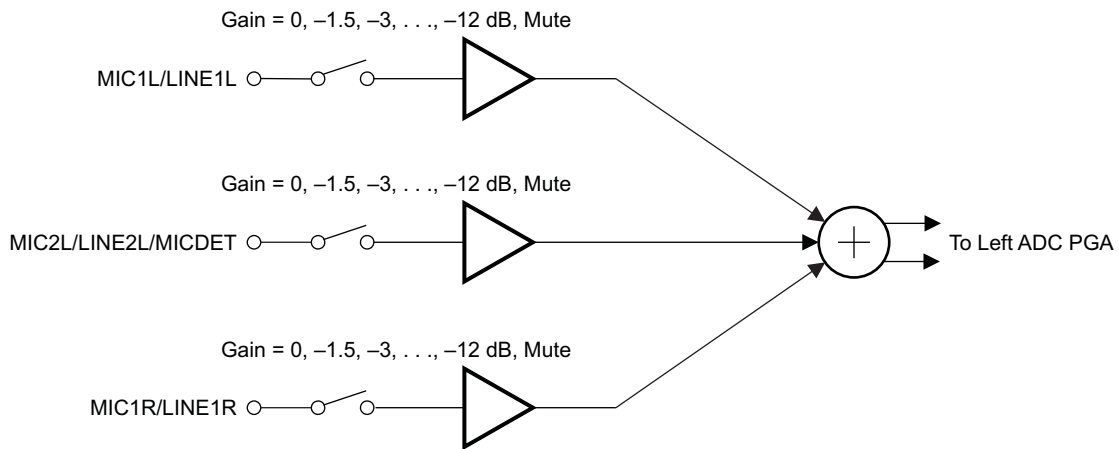 Gain = 0, –1.5, –3, . . ., –12 dB, Mute
MIC1L/LINE1L
Gain = 0, –1.5, –3, . . ., –12 dB, Mute
MIC2L/LINE2L/MICDET
To Left ADC PGA
Gain = 0, –1.5, –3, . . ., –12 dB, Mute
MIC1R/LINE1R